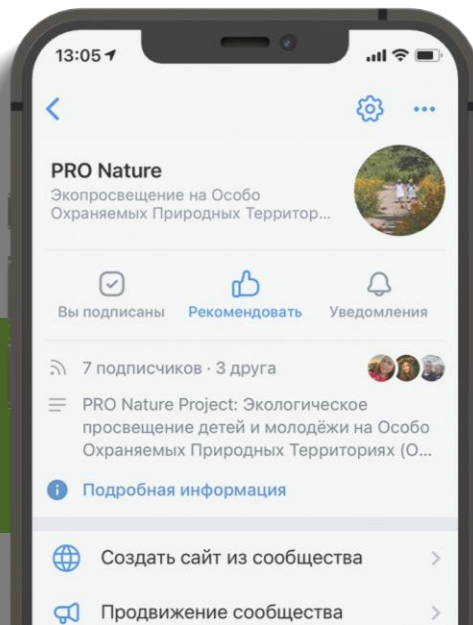 13:05
PRO Nature
Экопросвещение на Особо
Охраняемых Природных Территор...
Вы подписаны
Рекомендовать
Уведомления
7 подписчиков · 3 друга
PRO Nature Project: Экологическое
просвещение детей и молодёжи на Особо
Охраняемых Природных Территориях (О...
Подробная информация
Создать сайт из сообщества
Продвижение сообщества